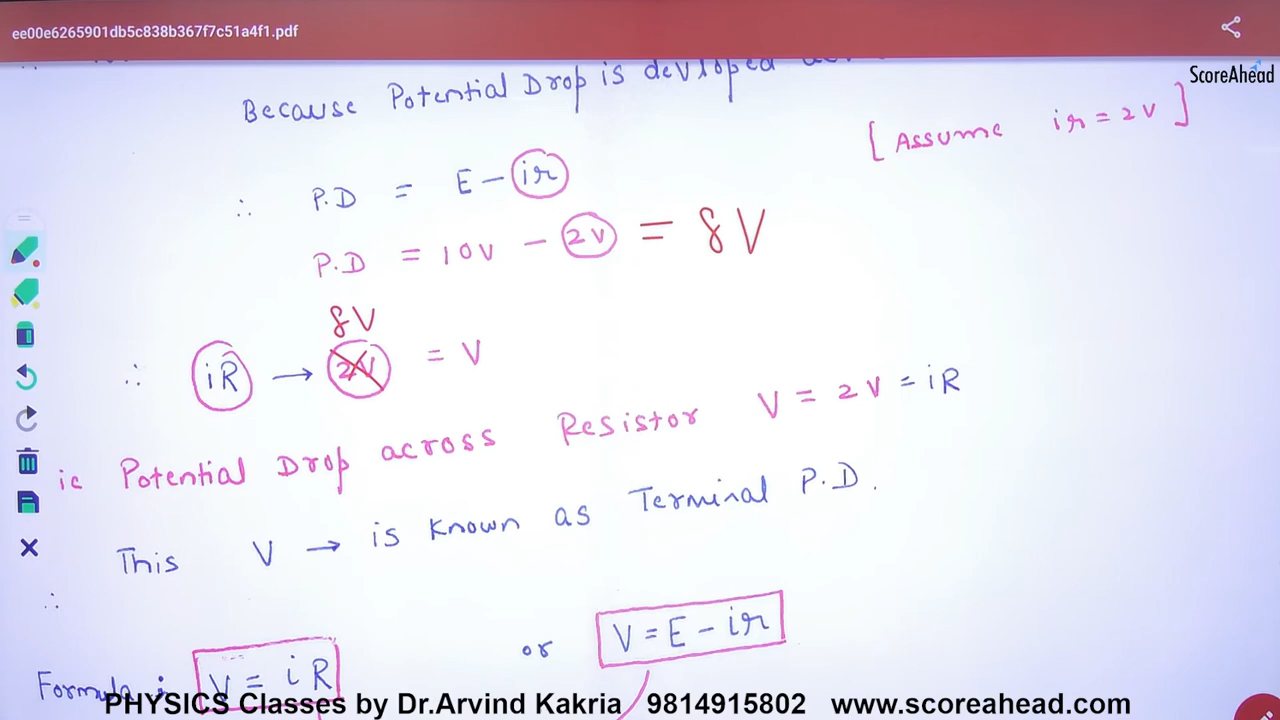 ee00e6265901db5c838b367f7c51a4f1.pdf
ScoreAhead
Because Potential Drop is devloped
[Assume ir = 2V]
∴ P.D = E - ir
P.D = 10V - 2V = 8V
8V
∴ iR → 2V = V
ie Potential Drop across Resistor V = 2V = iR
This V → is known as Terminal P.D.
∴
Formula is V = iR or V = E - ir
PHYSICS Classes by Dr.Arvind Kakria 9814915802 www.scoreahead.com